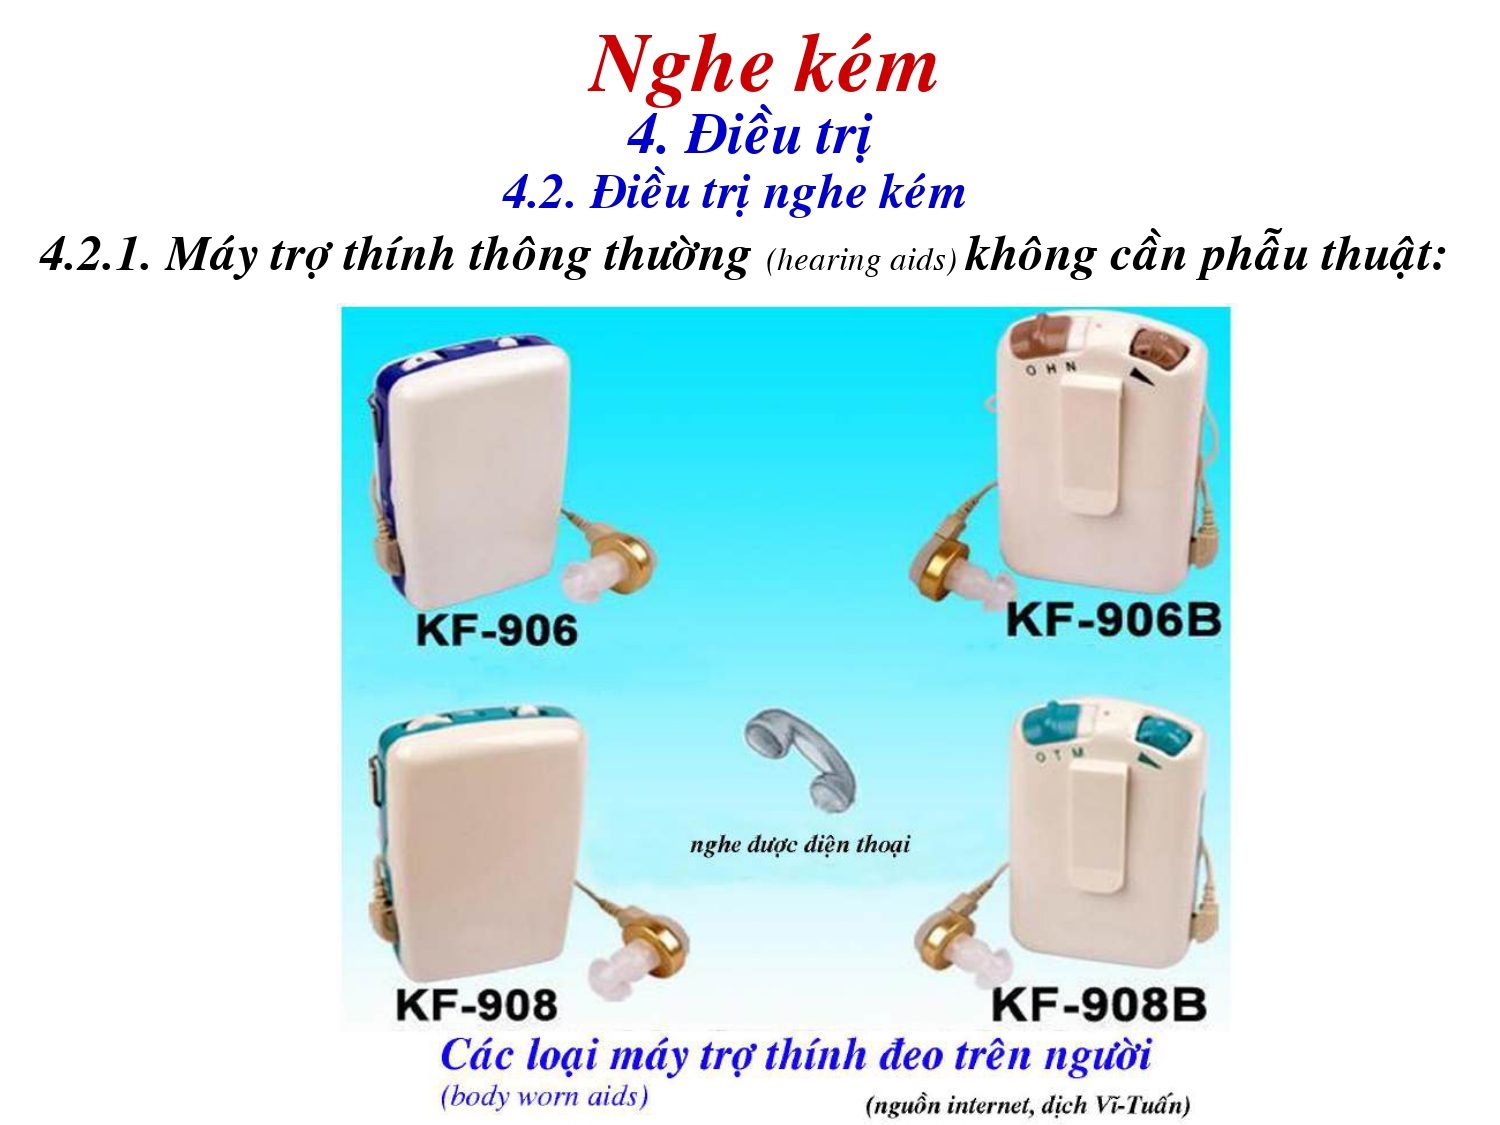 Nghe kém
4. Điều trị
4.2. Điều trị nghe kém
4.2.1. Máy trợ thính thông thường (hearing aids) không cần phẫu thuật:
O H N
KF-906
KF-906B
O T M
nghe được điện thoại
KF-908
KF-908B
Các loại máy trợ thính đeo trên người
(body worn aids)
(nguồn internet, dịch Vĩ-Tuấn)